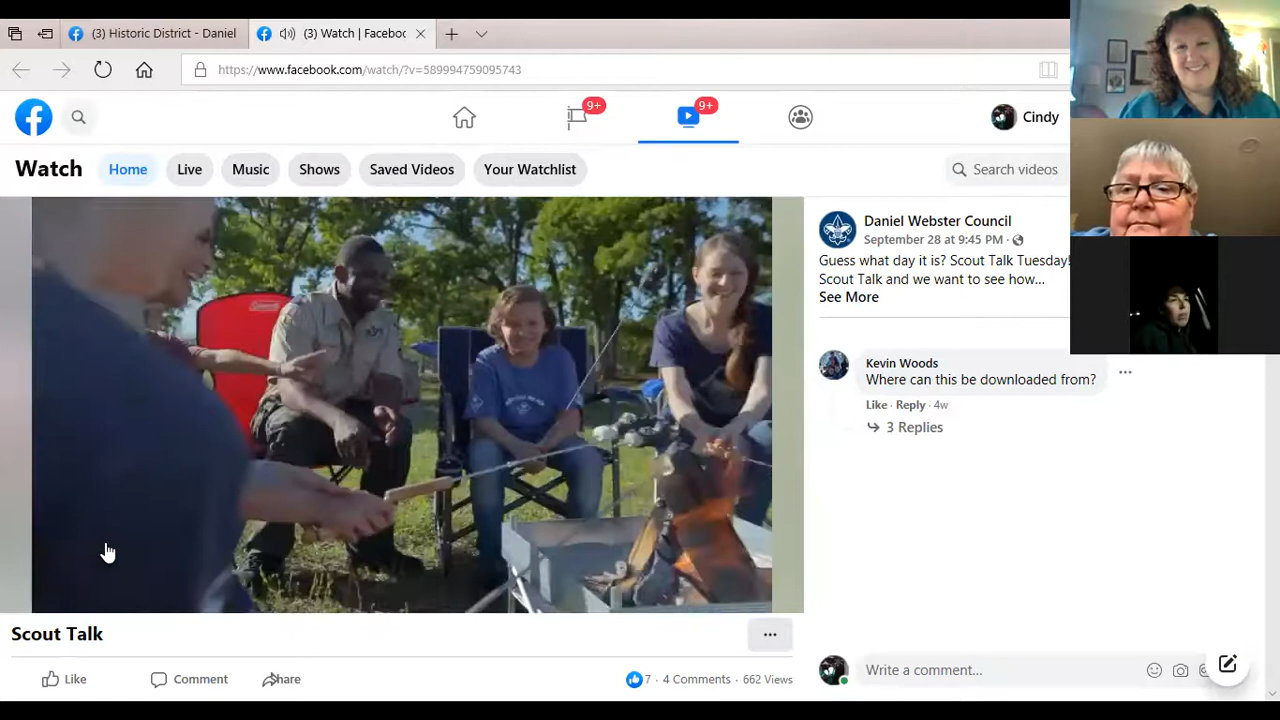 (3) Historic District - Daniel
(3) Watch | Faceboo
https://www.facebook.com/watch/?v=589994759095743
9+
9+
Cindy
Watch
Home
Live
Music
Shows
Saved Videos
Your Watchlist
Search videos
Daniel Webster Council
September 28 at 9:45 PM ·
Guess what day it is? Scout Talk Tuesday!
Scout Talk and we want to see how...
See More
Kevin Woods
Where can this be downloaded from?
Like · Reply · 4w
3 Replies
Scout Talk
Like
Comment
Share
7 · 4 Comments · 662 Views
Write a comment...